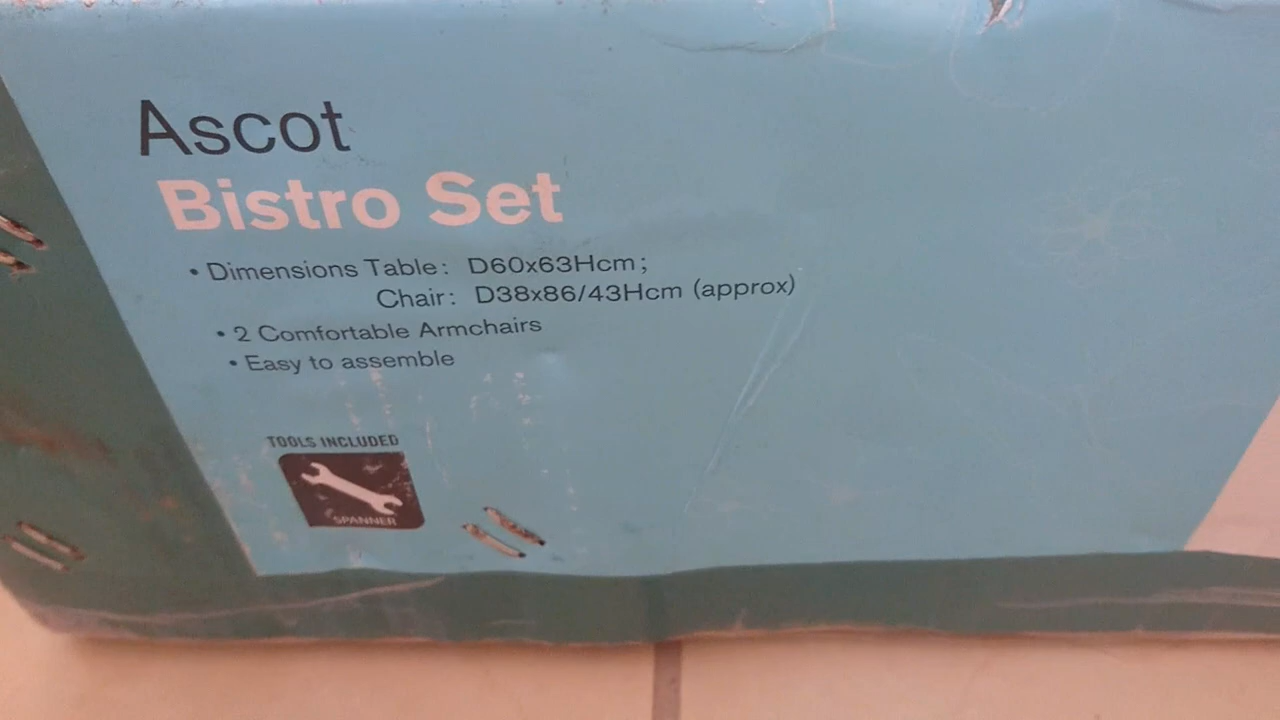 Ascot
Bistro Set
• Dimensions Table: D60x63Hcm;
Chair: D38x86/43Hcm (approx)
• 2 Comfortable Armchairs
• Easy to assemble
TOOLS INCLUDED
SPANNER